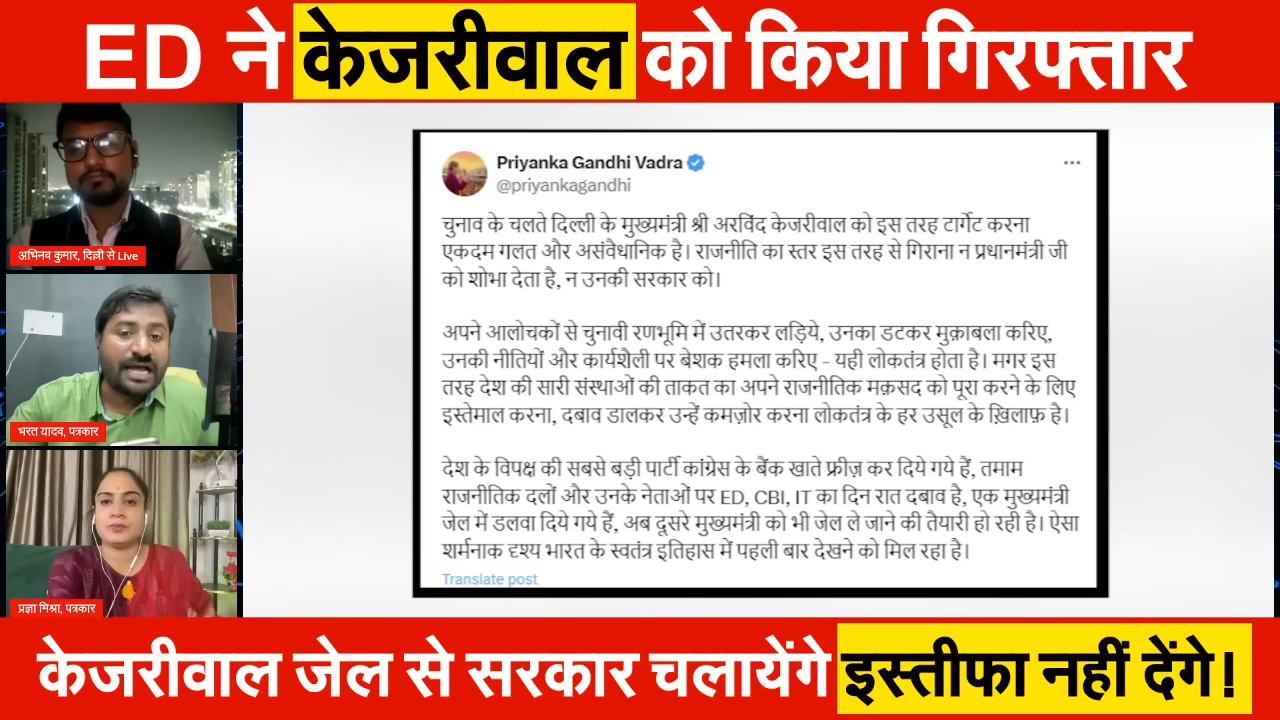 ED ने केजरीवाल को किया गिरफ्तार
अभिनव कुमार, दिल्ली से Live
भरत यादव, पत्रकार
प्रज्ञा मिश्रा, पत्रकार
Priyanka Gandhi Vadra
@priyankagandhi
चुनाव के चलते दिल्ली के मुख्यमंत्री श्री अरविंद केजरीवाल को इस तरह टार्गेट करना
एकदम गलत और असंवैधानिक है। राजनीति का स्तर इस तरह से गिराना न प्रधानमंत्री जी
को शोभा देता है, न उनकी सरकार को।
अपने आलोचकों से चुनावी रणभूमि में उतरकर लड़िये, उनका डटकर मुक़ाबला करिए,
उनकी नीतियों और कार्यशैली पर बेशक हमला करिए - यही लोकतंत्र होता है। मगर इस
तरह देश की सारी संस्थाओं की ताकत का अपने राजनीतिक मक़सद को पूरा करने के लिए
इस्तेमाल करना, दबाव डालकर उन्हें कमज़ोर करना लोकतंत्र के हर उसूल के ख़िलाफ़ है।
देश के विपक्ष की सबसे बड़ी पार्टी कांग्रेस के बैंक खाते फ्रीज़ कर दिये गये हैं, तमाम
राजनीतिक दलों और उनके नेताओं पर ED, CBI, IT का दिन रात दबाव है, एक मुख्यमंत्री
जेल में डलवा दिये गए हैं, अब दूसरे मुख्यमंत्री को भी जेल ले जाने की तैयारी हो रही है। ऐसा
शर्मनाक दृश्य भारत के स्वतंत्र इतिहास में पहली बार देखने को मिल रहा है।
Translate post
केजरीवाल जेल से सरकार चलायेंगे इस्तीफा नहीं देंगे!